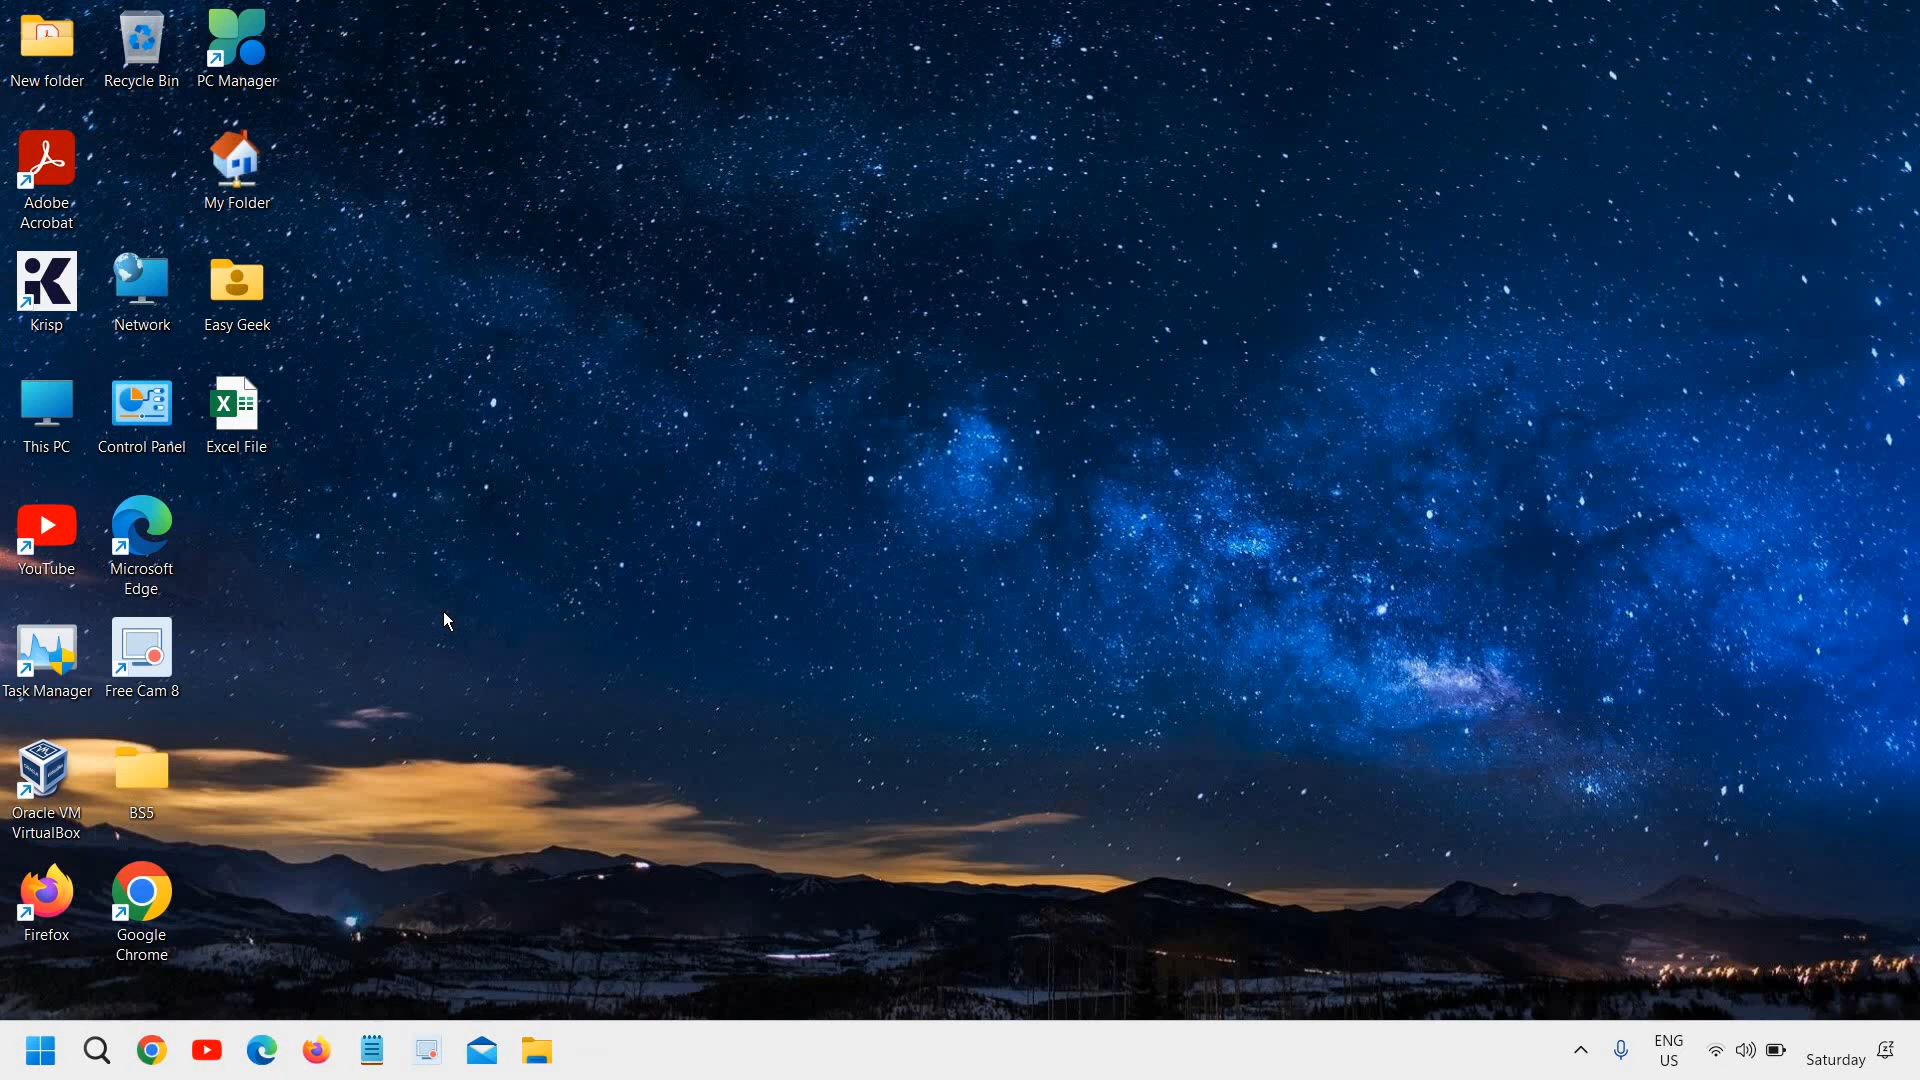 New folder
Recycle Bin
PC Manager
Adobe
Acrobat
My Folder
Krisp
Network
Easy Geek
This PC
Control Panel
Excel File
YouTube
Microsoft
Edge
Task Manager
Free Cam 8
Oracle VM
VirtualBox
BS5
Firefox
Google
Chrome
ENG
US
Saturday